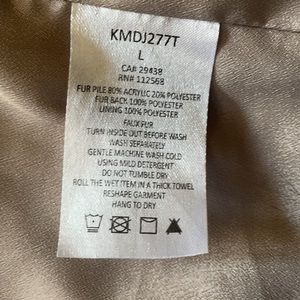 KMDJ277T
L
CA# 29438
RN# 112568
FUR PILE 80% ACRYLIC 20% POLYESTER
FUR BACK 100% POLYESTER
LINING 100% POLYESTER
FAUX FUR
TURN INSIDE OUT BEFORE WASH
WASH SEPARATELY
GENTLE MACHINE WASH COLD
USING MILD DETERGENT
DO NOT TUMBLE DRY
ROLL THE WET ITEM IN A THICK TOWEL
RESHAPE GARMENT
HANG TO DRY